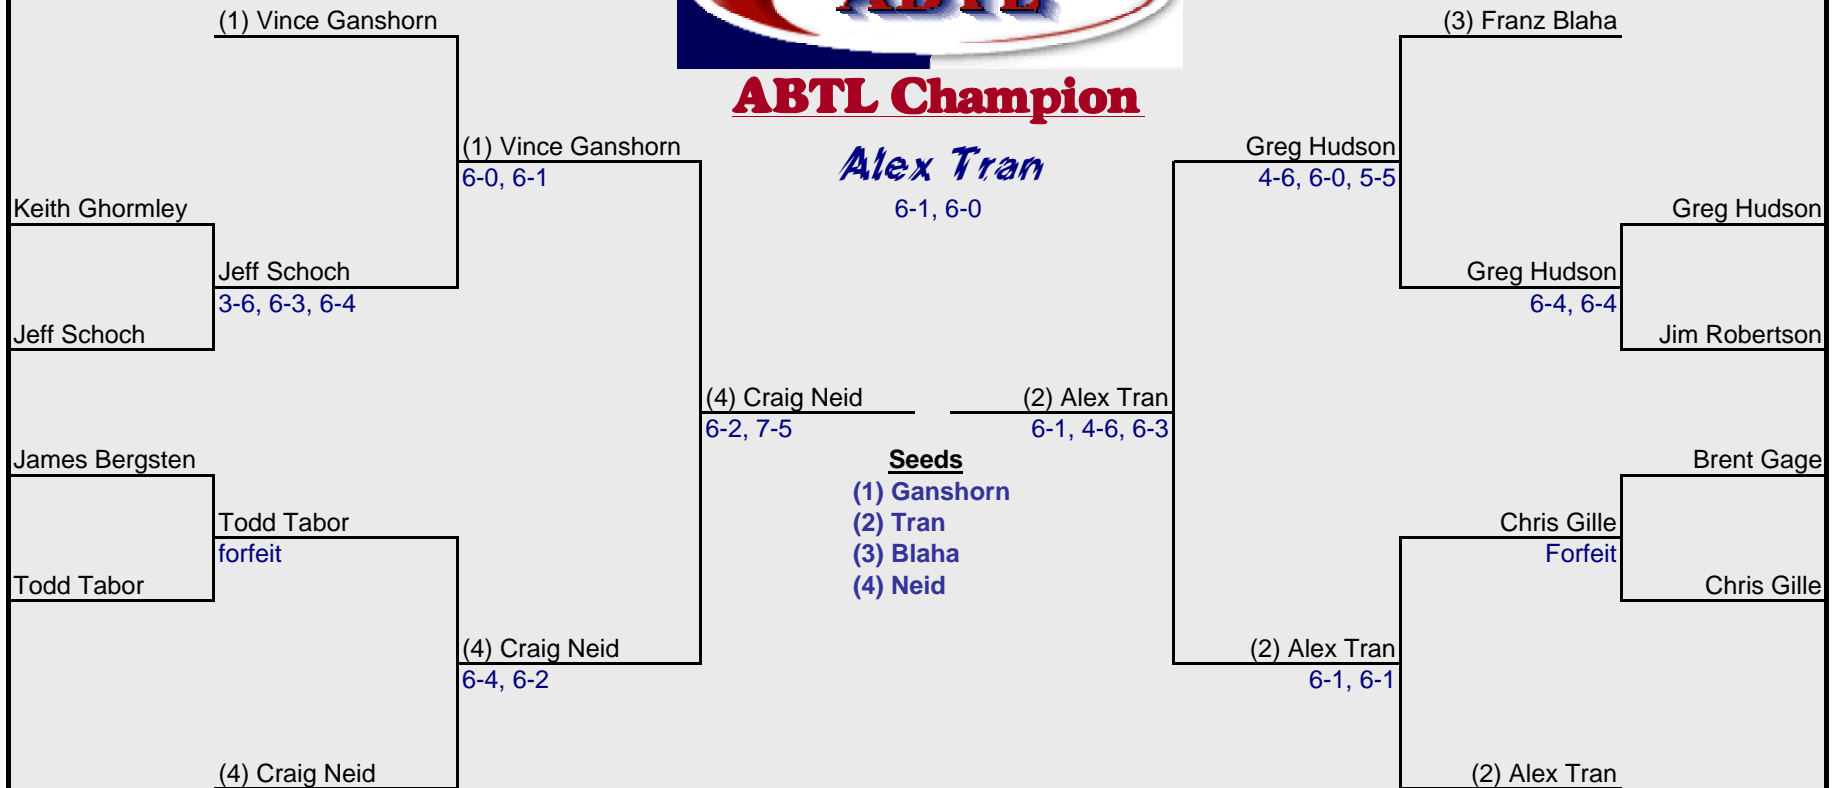 ABTL
(1) Vince Ganshorn
(3) Franz Blaha
ABTL Champion
(1) Vince Ganshorn
6-0, 6-1
Alex Tran
6-1, 6-0
Greg Hudson
4-6, 6-0, 5-5
Keith Ghormley
Greg Hudson
Jeff Schoch
3-6, 6-3, 6-4
Greg Hudson
6-4, 6-4
Jeff Schoch
Jim Robertson
(4) Craig Neid
6-2, 7-5
(2) Alex Tran
6-1, 4-6, 6-3
James Bergsten
Seeds
Brent Gage
(1) Ganshorn
(2) Tran
(3) Blaha
(4) Neid
Todd Tabor
forfeit
Chris Gille
Forfeit
Todd Tabor
Chris Gille
(4) Craig Neid
6-4, 6-2
(2) Alex Tran
6-1, 6-1
(4) Craig Neid
(2) Alex Tran